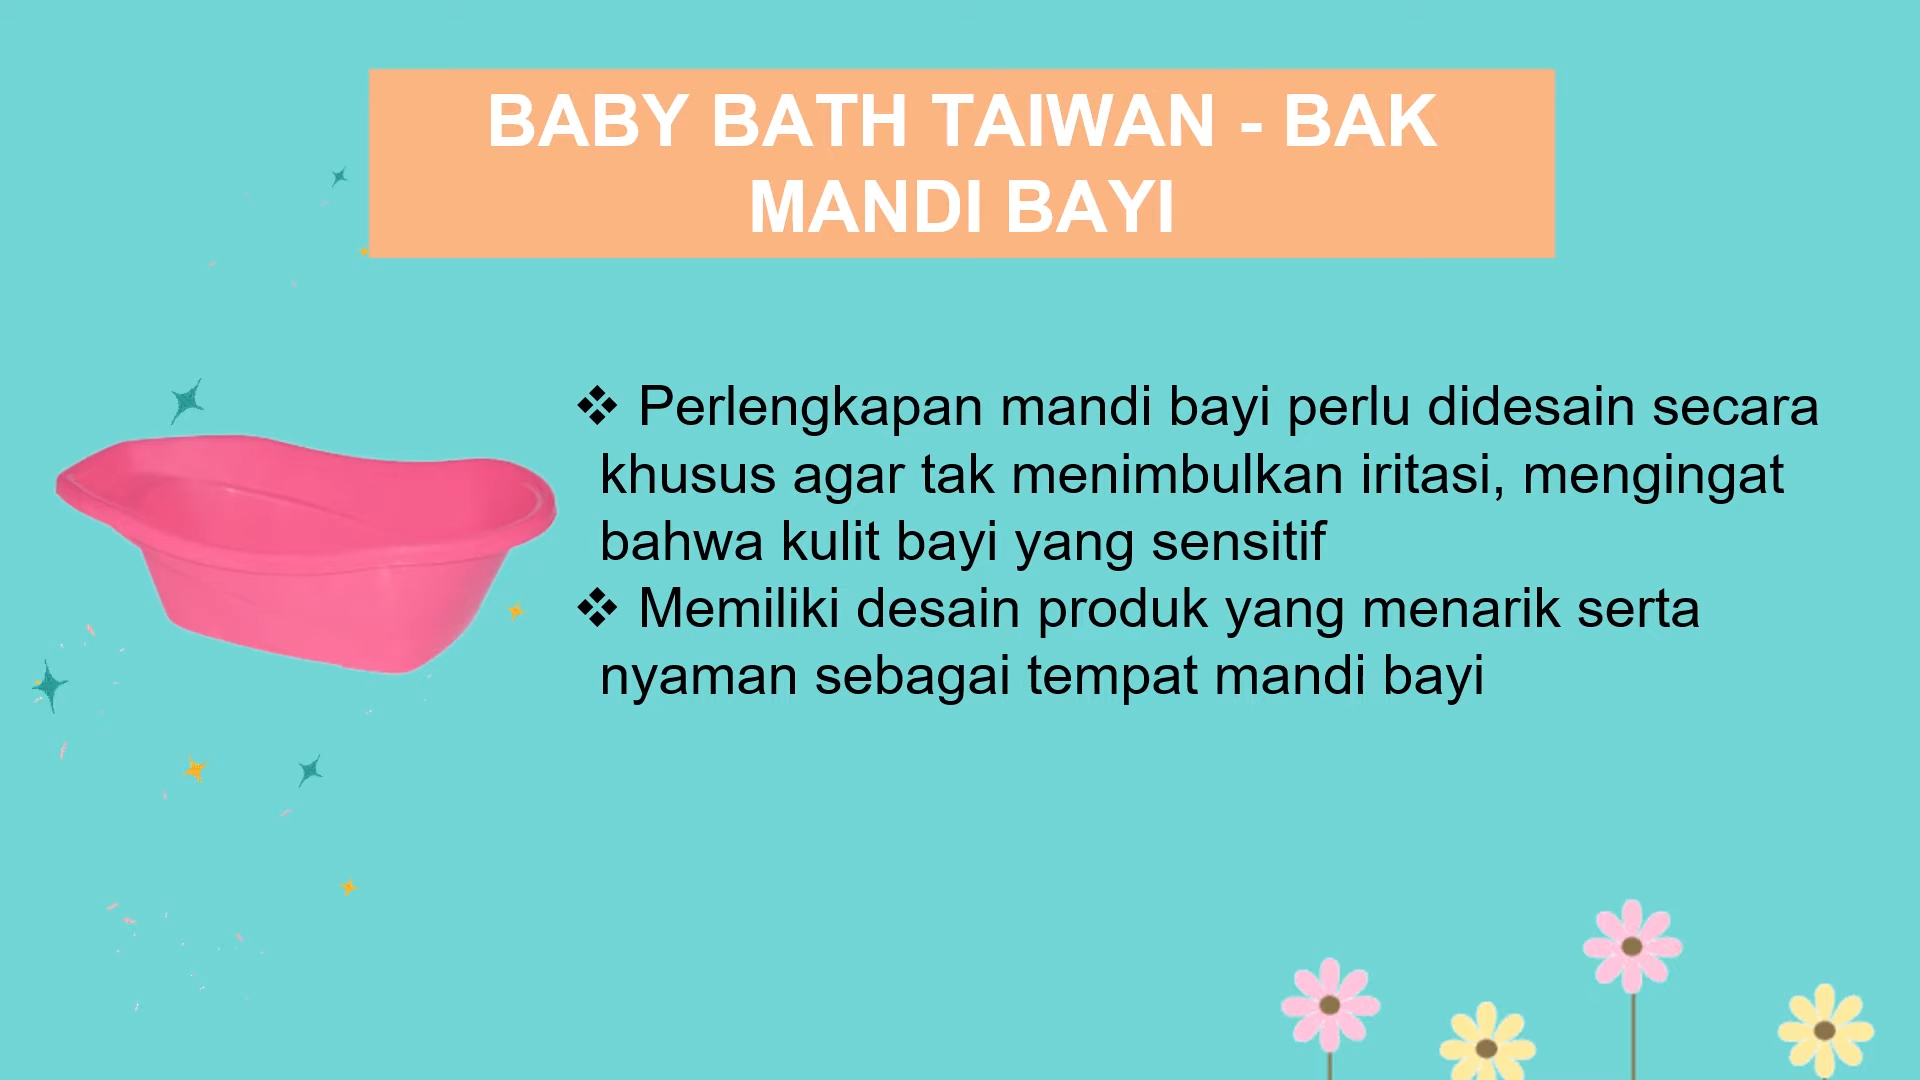 BABY BATH TAIWAN - BAK
MANDI BAYI
❖ Perlengkapan mandi bayi perlu didesain secara
khusus agar tak menimbulkan iritasi, mengingat
bahwa kulit bayi yang sensitif
❖ Memiliki desain produk yang menarik serta
nyaman sebagai tempat mandi bayi